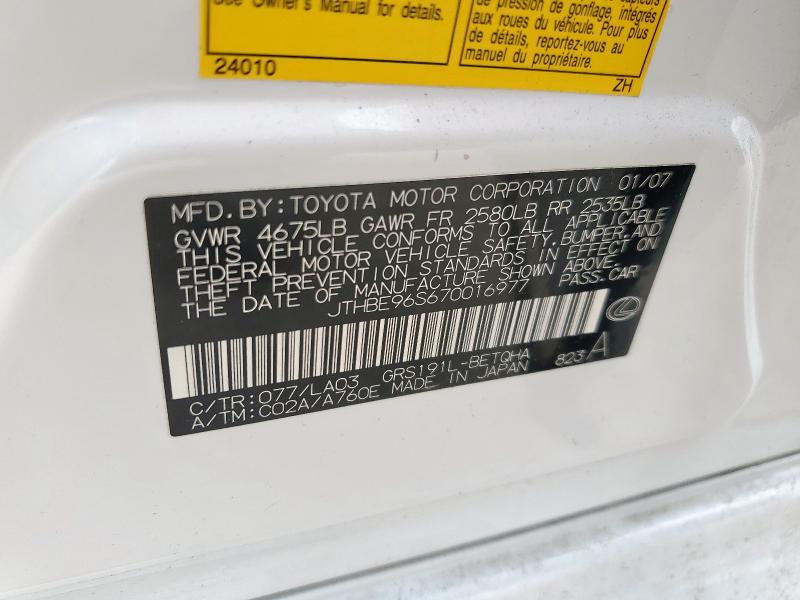 See Owner's Manual for details.
24010
de pression de gonflage, intégrés
aux roues du véhicule. Pour plus
de détails, reportez-vous au
manuel du propriétaire.
ZH
MFD. BY: TOYOTA MOTOR CORPORATION 01/07
GVWR 4675LB GAWR FR 2580LB RR 2535LB
THIS VEHICLE CONFORMS TO ALL APPLICABLE
FEDERAL MOTOR VEHICLE SAFETY, BUMPER, AND
THEFT PREVENTION STANDARDS IN EFFECT ON
THE DATE OF MANUFACTURE SHOWN ABOVE.
JTHBE96S670016977 PASS. CAR
C/TR: 077/LA03 GRS191L-BETQHA 823 A
A/TM: C02A/A760E MADE IN JAPAN